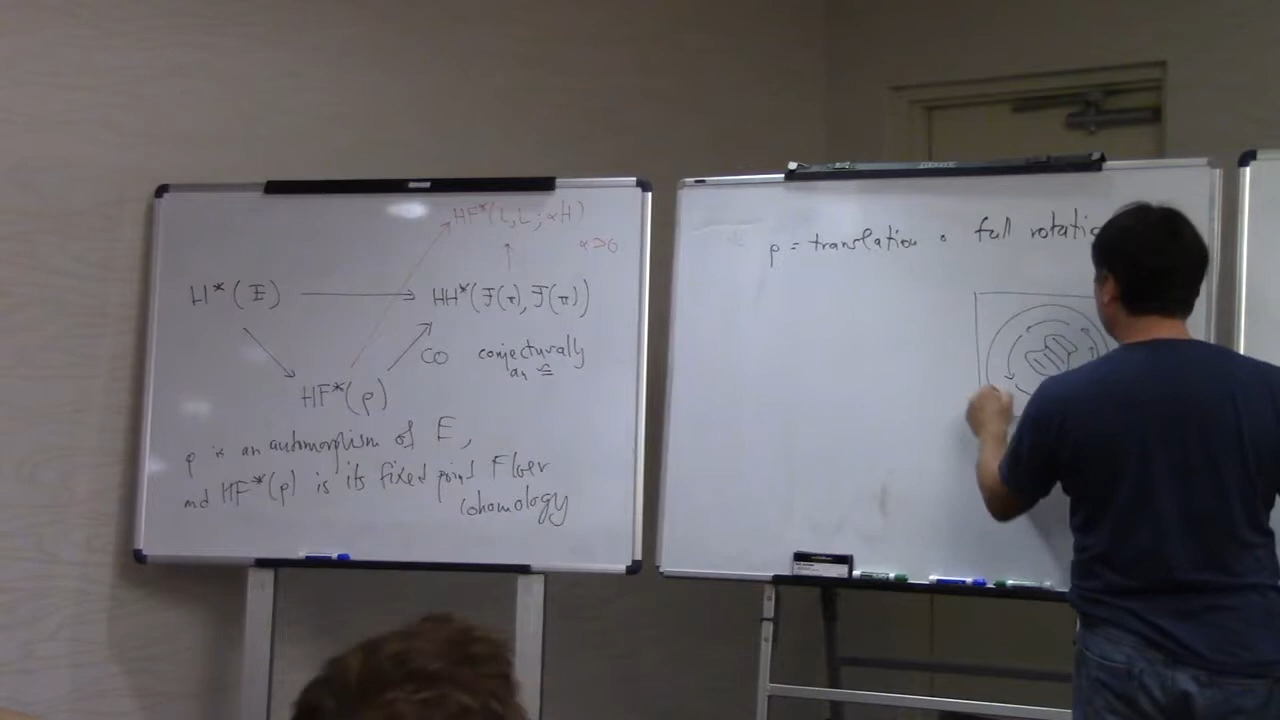 HF*(L, L; αH)
α>0
H*(E) → HH*(F(π), F(π))
CO conjecturally
an ≅
HF*(ρ)
ρ is an automorphism of E,
and HF*(ρ) is its fixed point Floer
cohomology
ρ = translation ∘ full